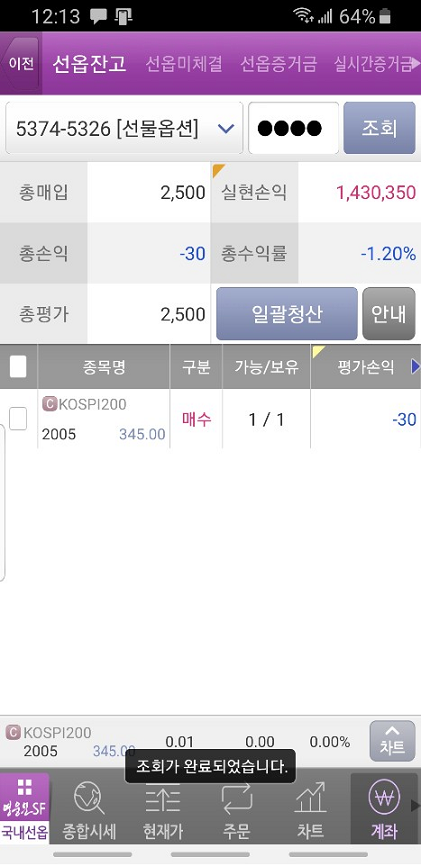 12:13 64%
이전 선옵잔고 선옵미체결 선옵증거금 실시간증거금
5374-5326 [선물옵션] ●●●● 조회
총매입 2,500 실현손익 1,430,350
총손익 -30 총수익률 -1.20%
총평가 2,500 일괄청산 안내
종목명 구분 가능/보유 평가손익
C KOSPI200
2005 345.00 매수 1 / 1 -30
C KOSPI200
2005 345.00 0.01 0.00 0.00% 차트
조회가 완료되었습니다.
영웅문SF
국내선옵 종합시세 현재가 주문 차트 계좌